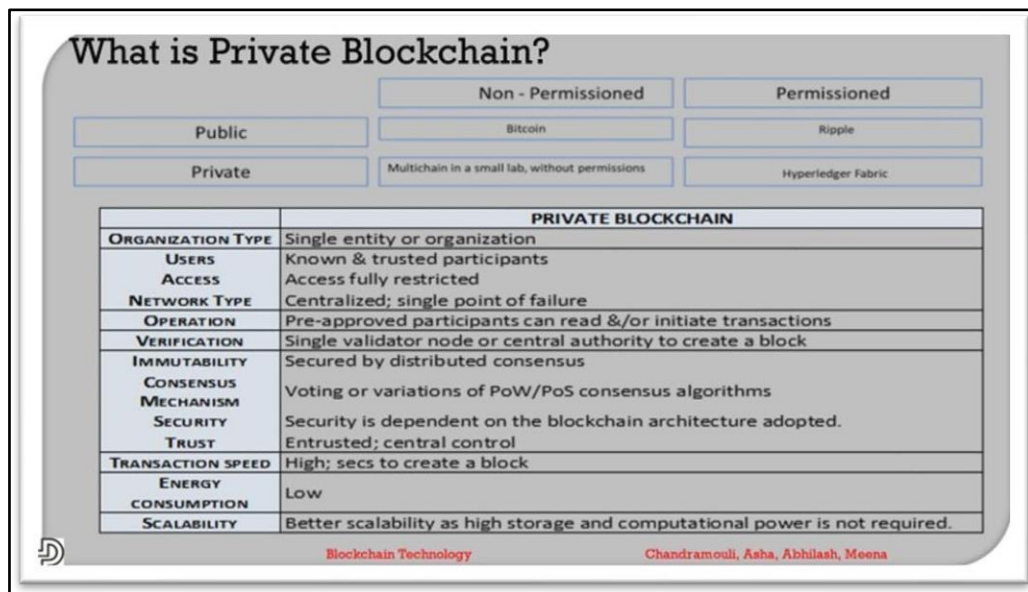 What is Private Blockchain?
Non - Permissioned Permissioned
Public Bitcoin Ripple
Private Multichain in a small lab, without permissions Hyperledger Fabric
PRIVATE BLOCKCHAIN
ORGANIZATION TYPE Single entity or organization
USERS Known & trusted participants
ACCESS Access fully restricted
NETWORK TYPE Centralized; single point of failure
OPERATION Pre-approved participants can read &/or initiate transactions
VERIFICATION Single validator node or central authority to create a block
IMMUTABILITY Secured by distributed consensus
CONSENSUS
MECHANISM Voting or variations of PoW/PoS consensus algorithms
SECURITY Security is dependent on the blockchain architecture adopted.
TRUST Entrusted; central control
TRANSACTION SPEED High; secs to create a block
ENERGY
CONSUMPTION Low
SCALABILITY Better scalability as high storage and computational power is not required.
Blockchain Technology Chandramouli, Asha, Abhilash, Meena